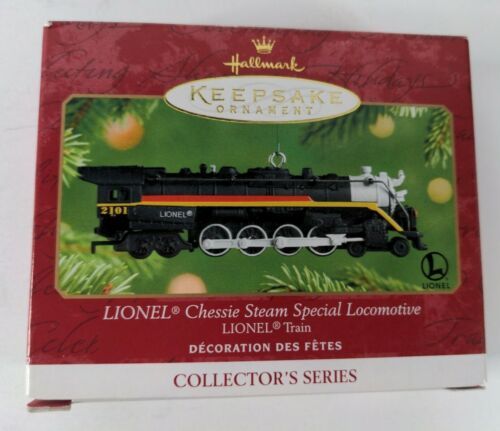 Hallmark
KEEPSAKE
ORNAMENT
2101
LIONEL®
LIONEL
LIONEL® Chessie Steam Special Locomotive
LIONEL® Train
DÉCORATION DES FÊTES
COLLECTOR'S SERIES